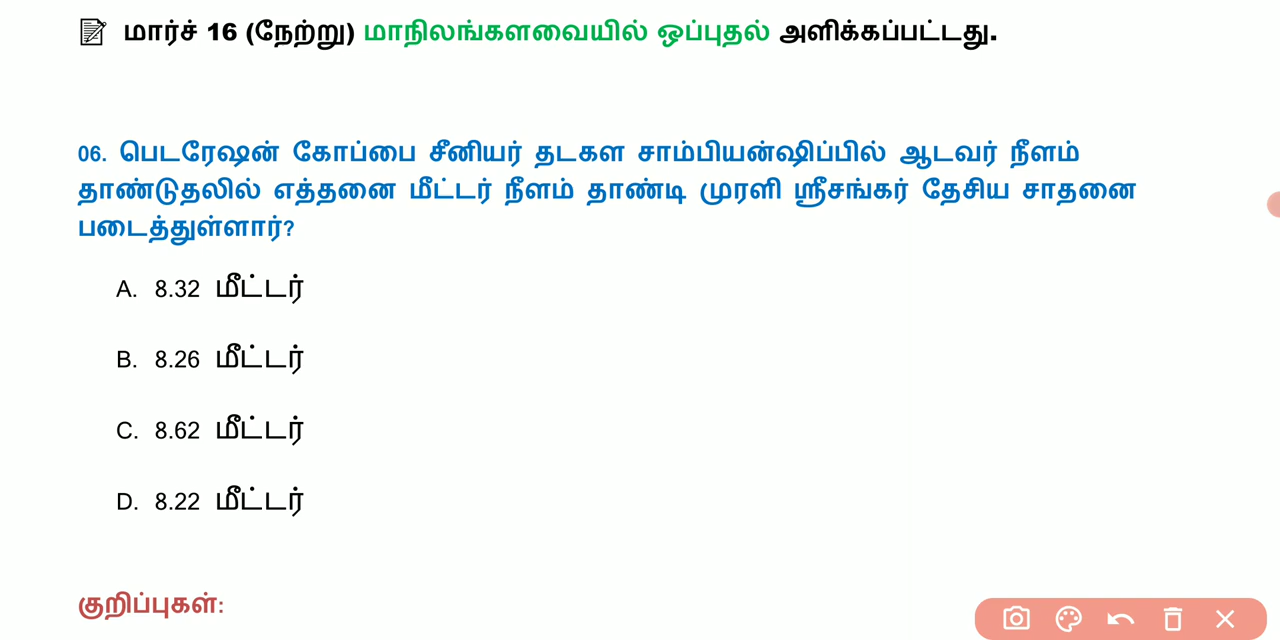 மார்ச் 16 (நேற்று) மாநிலங்களவையில் ஒப்புதல் அளிக்கப்பட்டது.
06. பெடரேஷன் கோப்பை சீனியர் தடகள சாம்பியன்ஷிப்பில் ஆடவர் நீளம்
தாண்டுதலில் எத்தனை மீட்டர் நீளம் தாண்டி முரளி ஸ்ரீசங்கர் தேசிய சாதனை
படைத்துள்ளார்?
A. 8.32 மீட்டர்
B. 8.26 மீட்டர்
C. 8.62 மீட்டர்
D. 8.22 மீட்டர்
குறிப்புகள்: